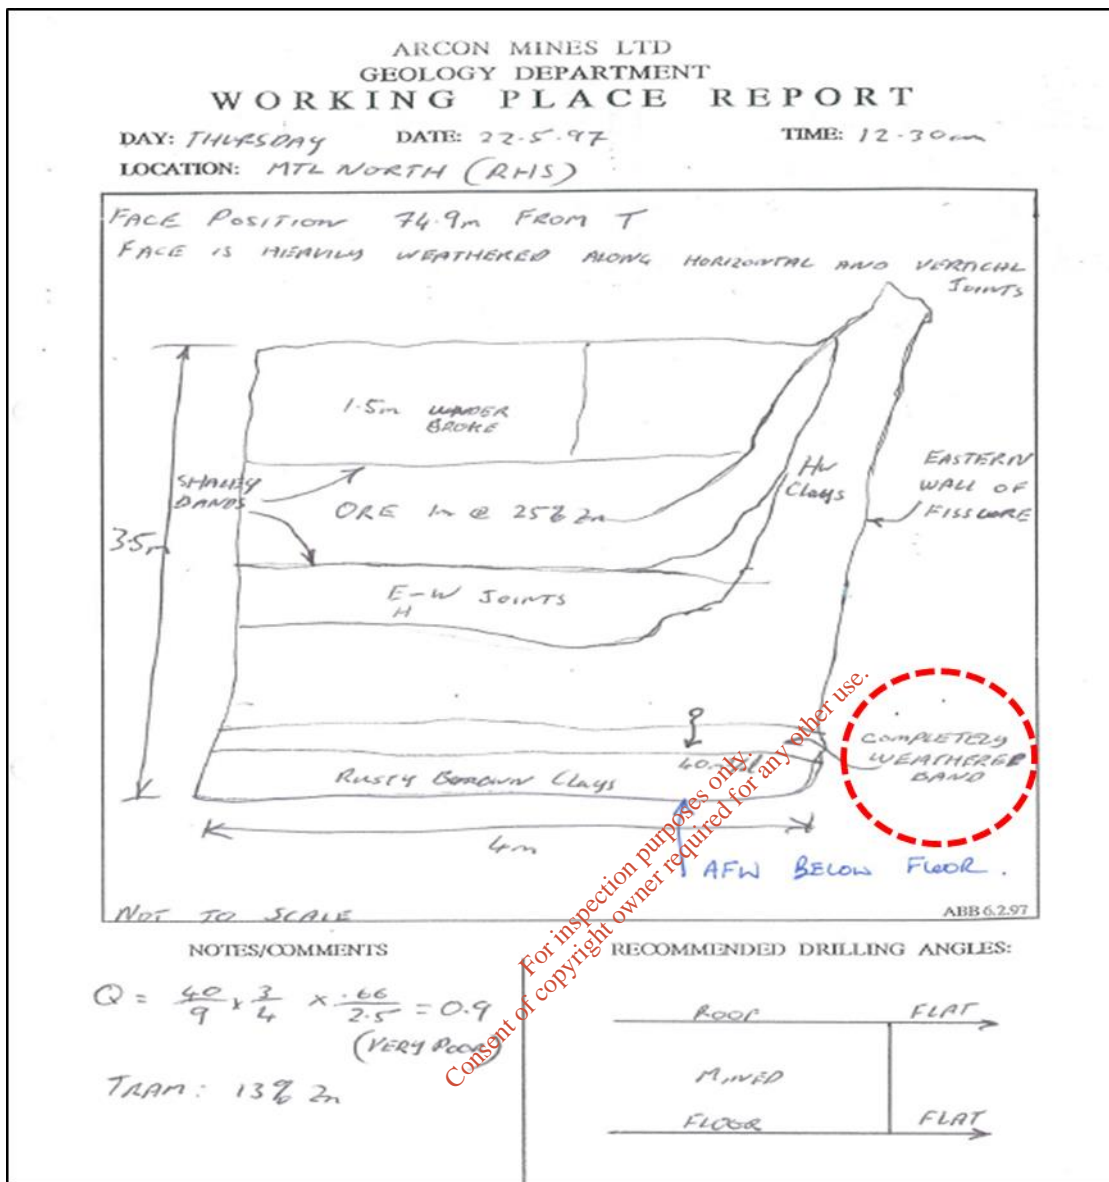 ARCON MINES LTD
GEOLOGY DEPARTMENT
WORKING PLACE REPORT
DAY: THURSDAY DATE: 22.5.97 TIME: 12.30am
LOCATION: MTL NORTH (RHS)
FACE POSITION 74.9m FROM T
FACE IS HEAVILY WEATHERED ALONG HORIZONTAL AND VERTICAL
JOINTS
1.5m UNDER
BROKE
SHALEY
BANDS
ORE 1m @ 25% Zn
Hw
Clays
EASTERN
WALL OF
FISSURE
3.5m
E-W JOINTS
H
?
COMPLETELY
WEATHERED
BAND
RUSTY BROWN Clays
4m
AFW BELOW FLOOR.
NOT TO SCALE
ABB 6.2.97
For inspection purposes only.
Consent of copyright owner required for any other use.
NOTES/COMMENTS
Q = 40/9 x 3/4 x .66/2.5 = 0.9
(VERY POOR)
TRAM: 13% Zn
RECOMMENDED DRILLING ANGLES:
ROOF FLAT
MINED
FLOOR FLAT